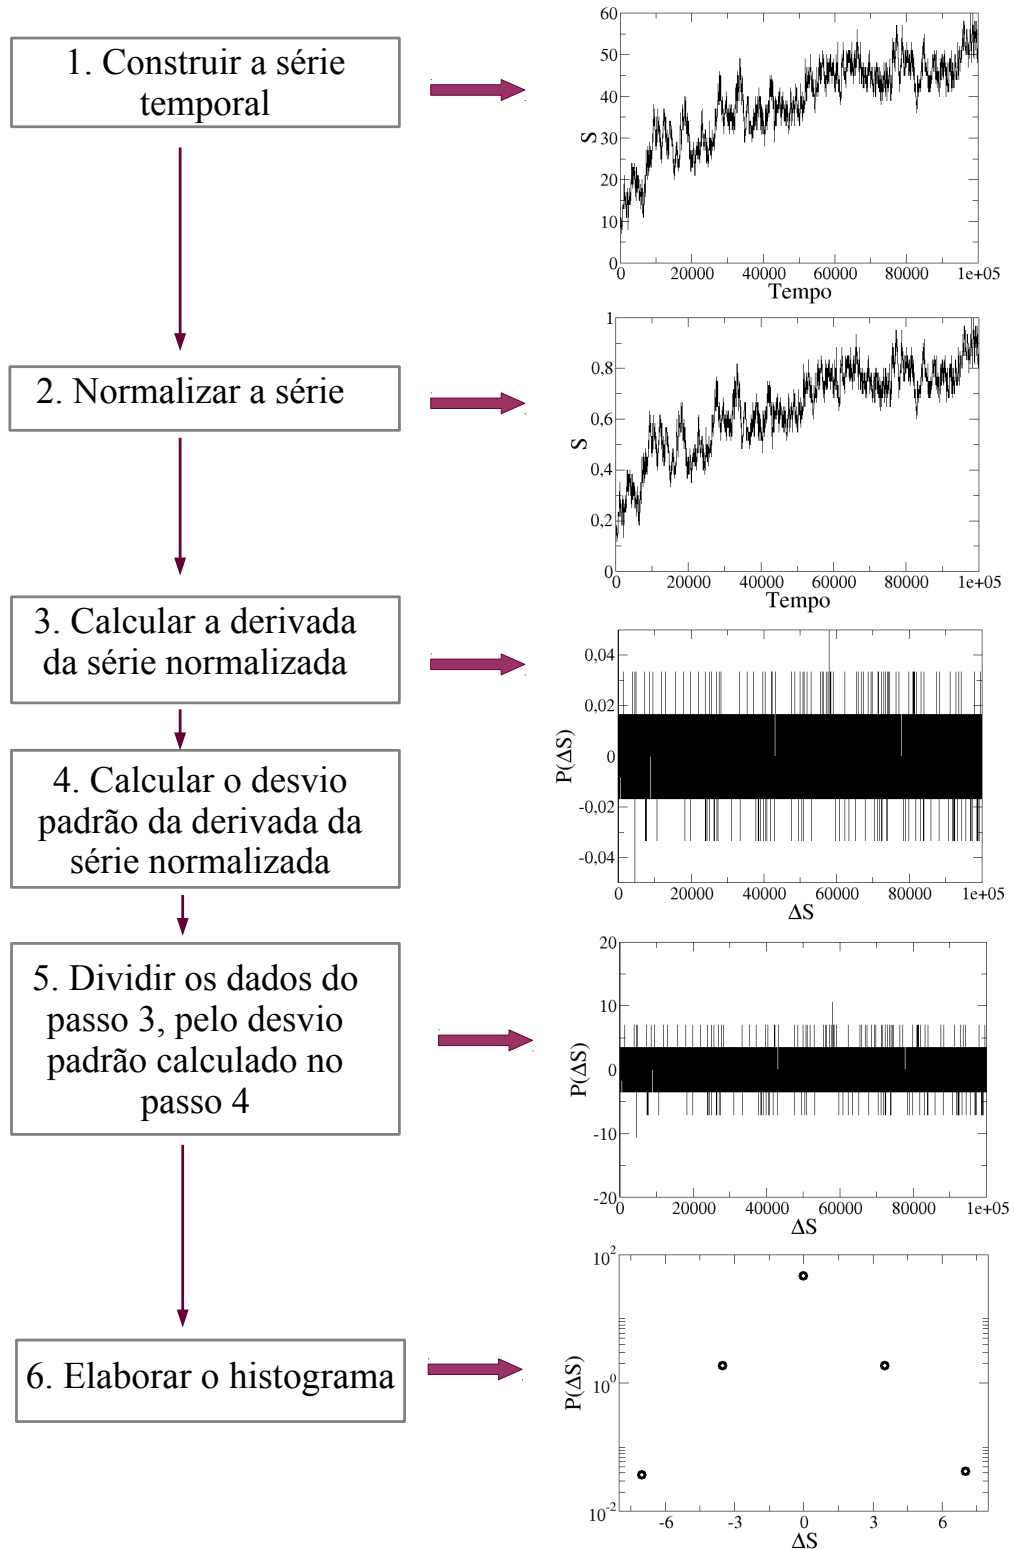 1. Construir a série
temporal
60
50
40
30
20
10
0
S
0 20000 40000 60000 80000 1e+05
Tempo
2. Normalizar a série
1
0,8
0,6
0,4
0,2
0
S
0 20000 40000 60000 80000 1e+05
Tempo
3. Calcular a derivada
da série normalizada
0,04
0,02
0
-0,02
-0,04
P(ΔS)
0 20000 40000 60000 80000 1e+05
ΔS
4. Calcular o desvio
padrão da derivada da
série normalizada
5. Dividir os dados do
passo 3, pelo desvio
padrão calculado no
passo 4
20
10
0
-10
-20
P(ΔS)
0 20000 40000 60000 80000 1e+05
ΔS
6. Elaborar o histograma
10^2
10^0
10^-2
P(ΔS)
-6 -3 0 3 6
ΔS